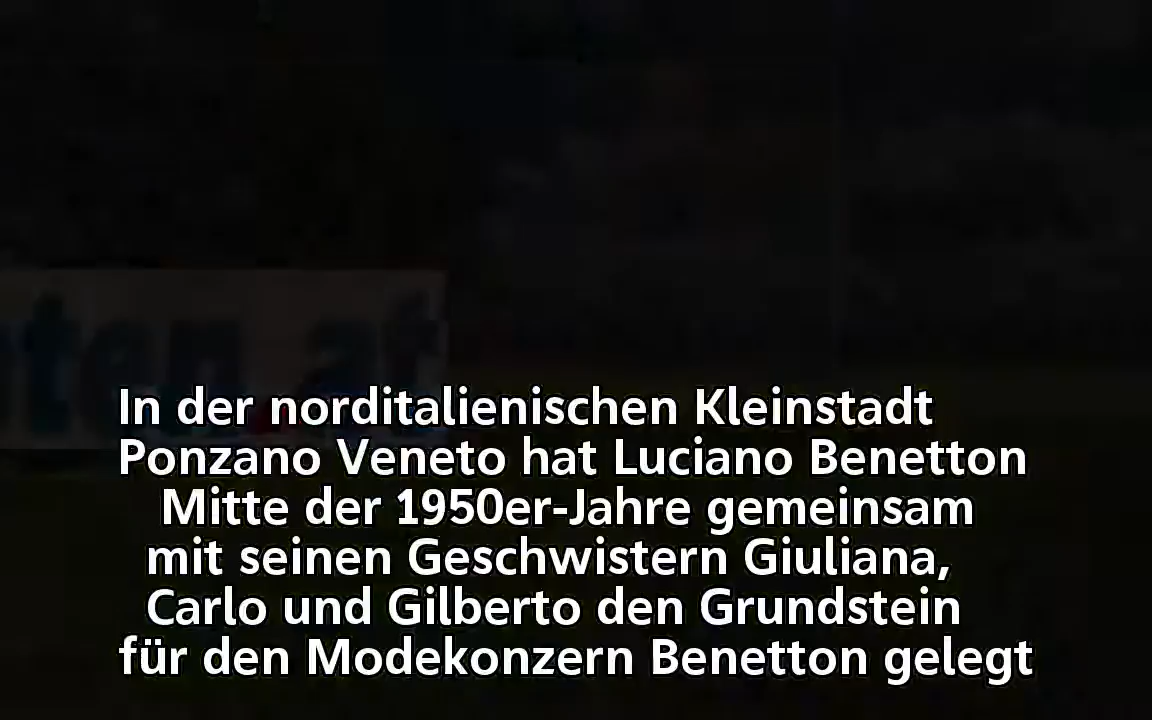 In der norditalienischen Kleinstadt
Ponzano Veneto hat Luciano Benetton
Mitte der 1950er-Jahre gemeinsam
mit seinen Geschwistern Giuliana,
Carlo und Gilberto den Grundstein
für den Modekonzern Benetton gelegt